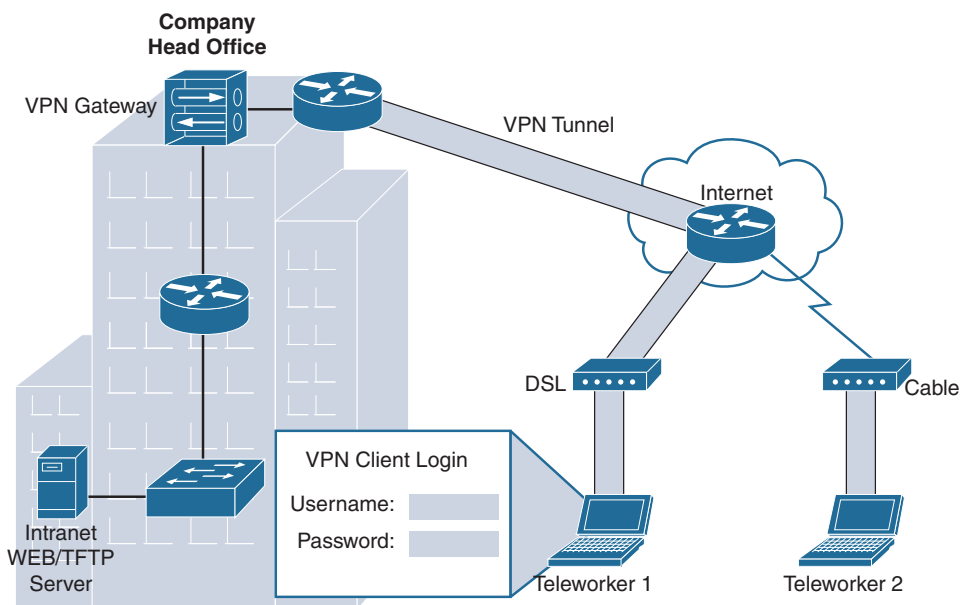 Company
Head Office
VPN Gateway
VPN Tunnel
Internet
DSL
Cable
VPN Client Login
Username:
Password:
Intranet
WEB/TFTP
Server
Teleworker 1
Teleworker 2